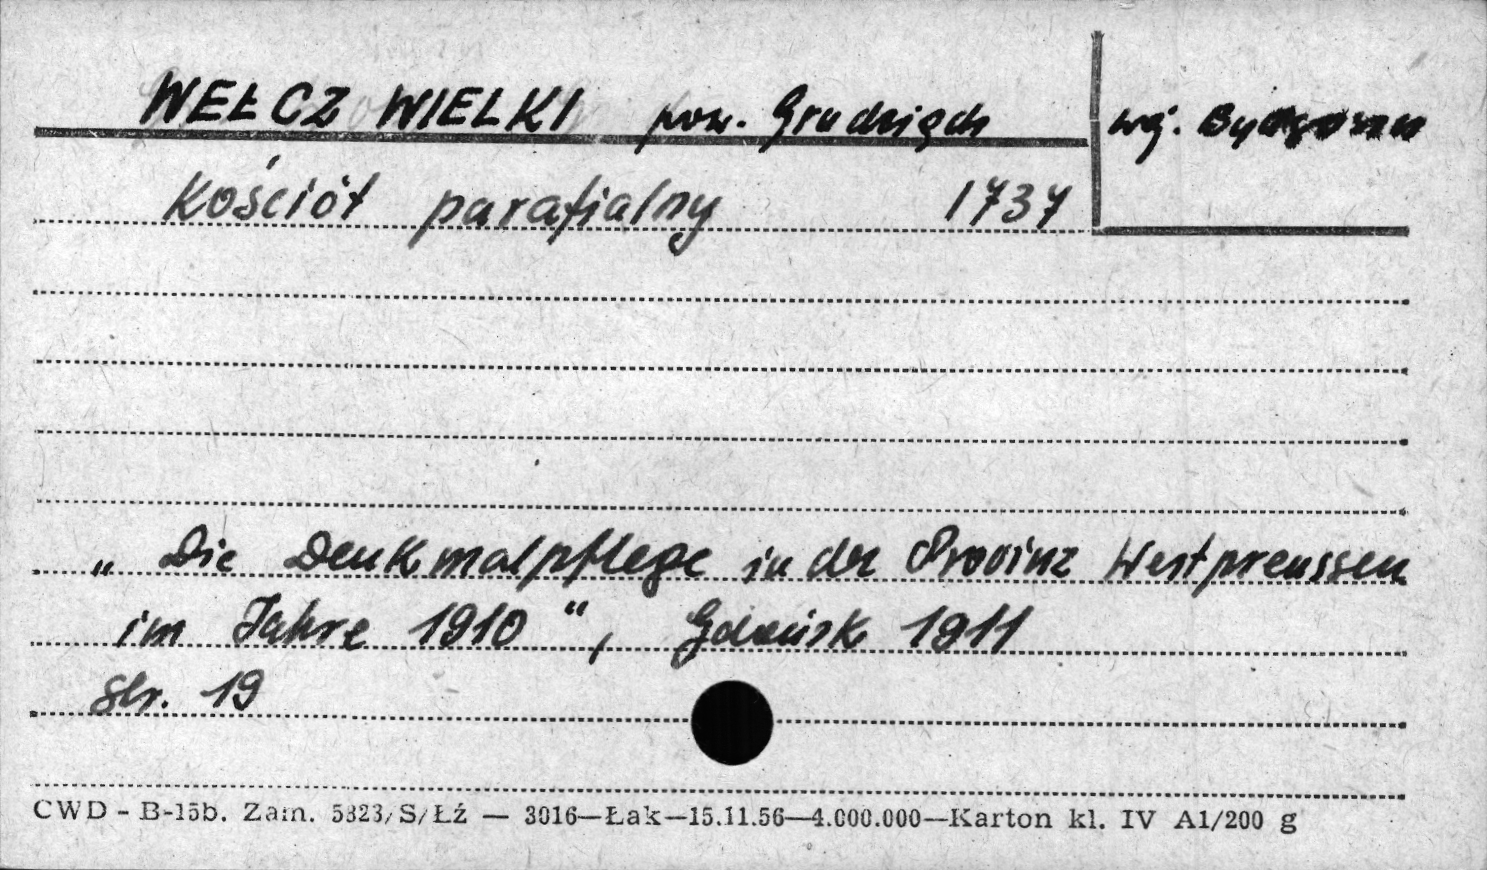 WEŁCZ WIELKI pow. Grudziądz
woj. Bydgoszcz
Kościół parafialny 1737
„Die Denkmalpflege in der Provinz Westpreussen
im Jahre 1910“, Gdańsk 1911
str. 19
CWD - B-15b. Zam. 5323/S/Łź — 3016—Łak—15.11.56—4.000.000—Karton kl. IV A1/200 g